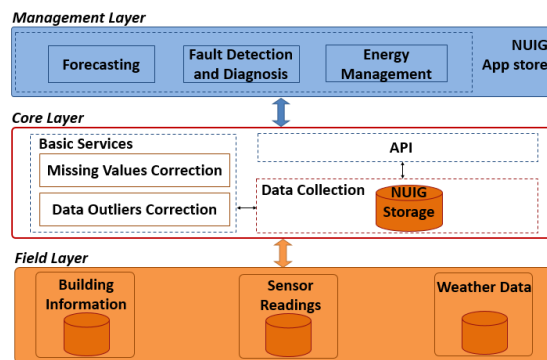 Management Layer
Forecasting
Fault Detection
and Diagnosis
Energy
Management
NUIG
App store
Core Layer
Basic Services
Missing Values Correction
Data Outliers Correction
API
Data Collection
NUIG
Storage
Field Layer
Building
Information
Sensor
Readings
Weather Data